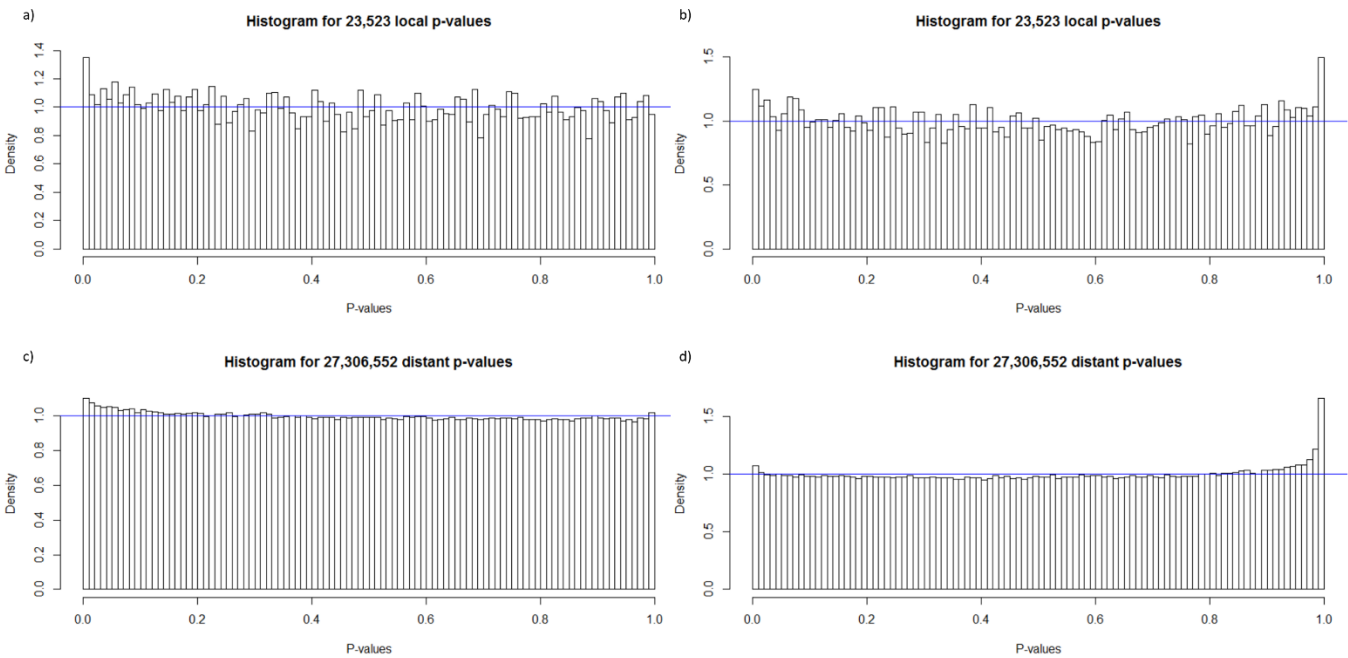 a)
Histogram for 23,523 local p-values
Density
0.0 0.2 0.4 0.6 0.8 1.0 1.2 1.4
0.0 0.2 0.4 0.6 0.8 1.0
P-values
b)
Histogram for 23,523 local p-values
Density
0.0 0.5 1.0 1.5
0.0 0.2 0.4 0.6 0.8 1.0
P-values
c)
Histogram for 27,306,552 distant p-values
Density
0.0 0.2 0.4 0.6 0.8 1.0
0.0 0.2 0.4 0.6 0.8 1.0
P-values
d)
Histogram for 27,306,552 distant p-values
Density
0.0 0.5 1.0 1.5
0.0 0.2 0.4 0.6 0.8 1.0
P-values